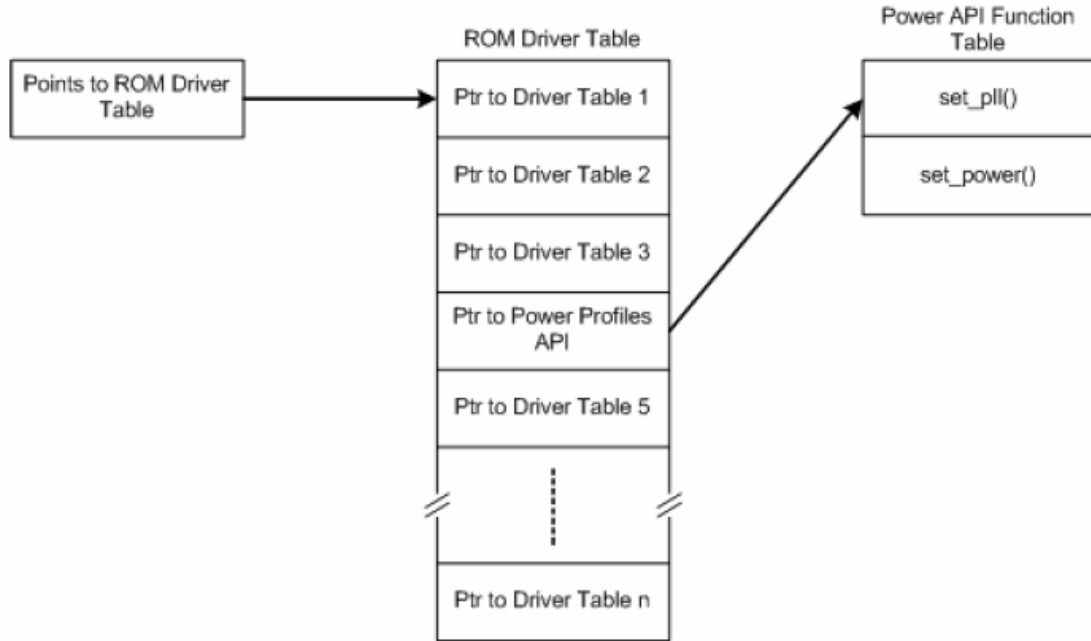 Points to ROM Driver
Table
ROM Driver Table
Ptr to Driver Table 1
Ptr to Driver Table 2
Ptr to Driver Table 3
Ptr to Power Profiles
API
Ptr to Driver Table 5
Ptr to Driver Table n
Power API Function
Table
set_pll()
set_power()